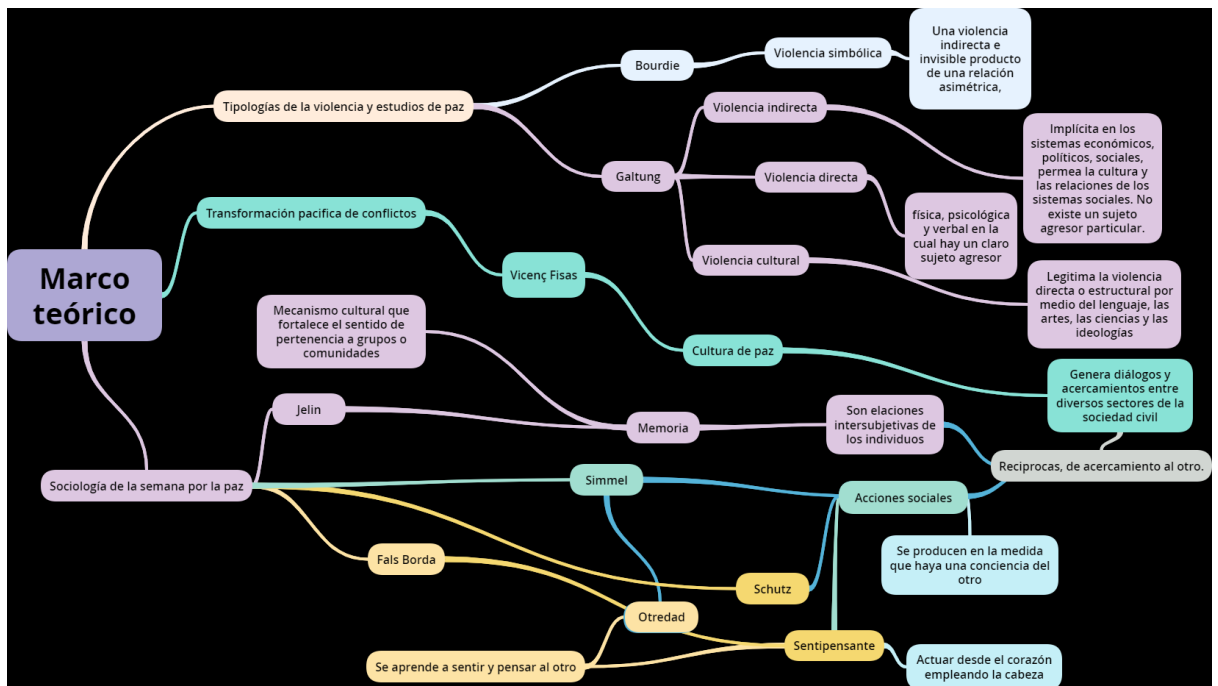 Marco
teórico
Tipologías de la violencia y estudios de paz
Bourdie
Violencia simbólica
Una violencia
indirecta e
invisible producto
de una relación
asimétrica,
Galtung
Violencia indirecta
Implícita en los
sistemas económicos,
políticos, sociales,
permea la cultura y
las relaciones de los
sistemas sociales. No
existe un sujeto
agresor particular.
Violencia directa
física, psicológica
y verbal en la
cual hay un claro
sujeto agresor
Violencia cultural
Legitima la violencia
directa o estructural por
medio del lenguaje, las
artes, las ciencias y las
ideologías
Transformación pacifica de conflictos
Vicenç Fisas
Cultura de paz
Genera diálogos y
acercamientos entre
diversos sectores de la
sociedad civil
Sociología de la semana por la paz
Mecanismo cultural que
fortalece el sentido de
pertenencia a grupos o
comunidades
Jelin
Memoria
Son elaciones
intersubjetivas de
los individuos
Reciprocas, de acercamiento al otro.
Simmel
Acciones sociales
Se producen en la medida
que haya una conciencia del
otro
Fals Borda
Schutz
Otredad
Sentipensante
Se aprende a sentir y pensar al otro
Actuar desde el corazón
empleando la cabeza